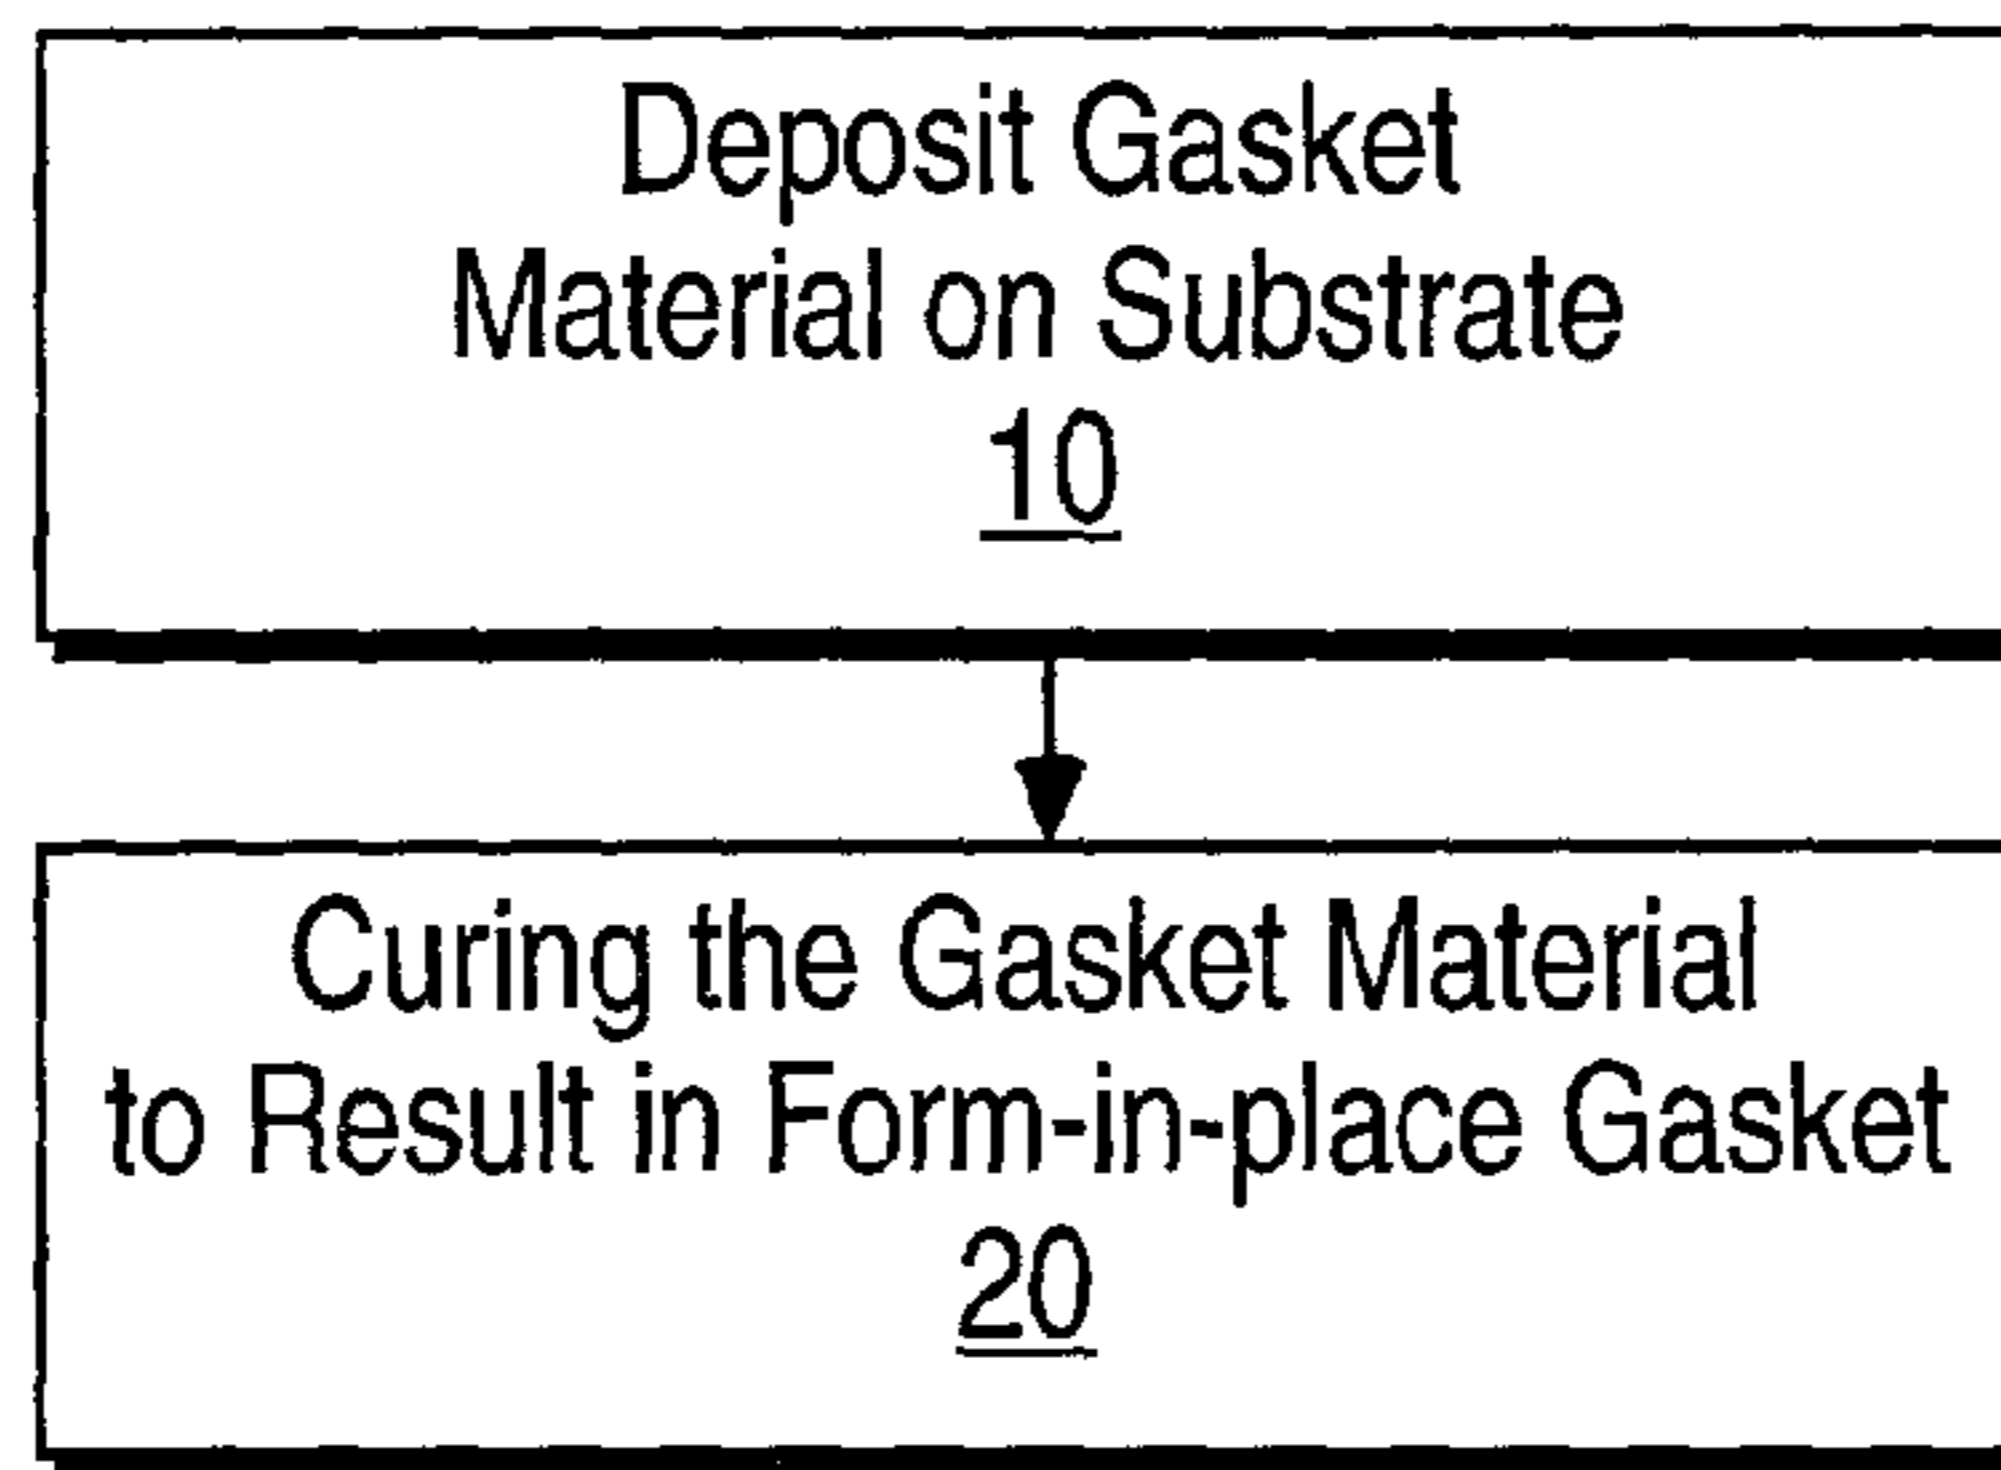 Deposit Gasket
Material on Substrate
10
Curing the Gasket Material
to Result in Form-in-place Gasket
20